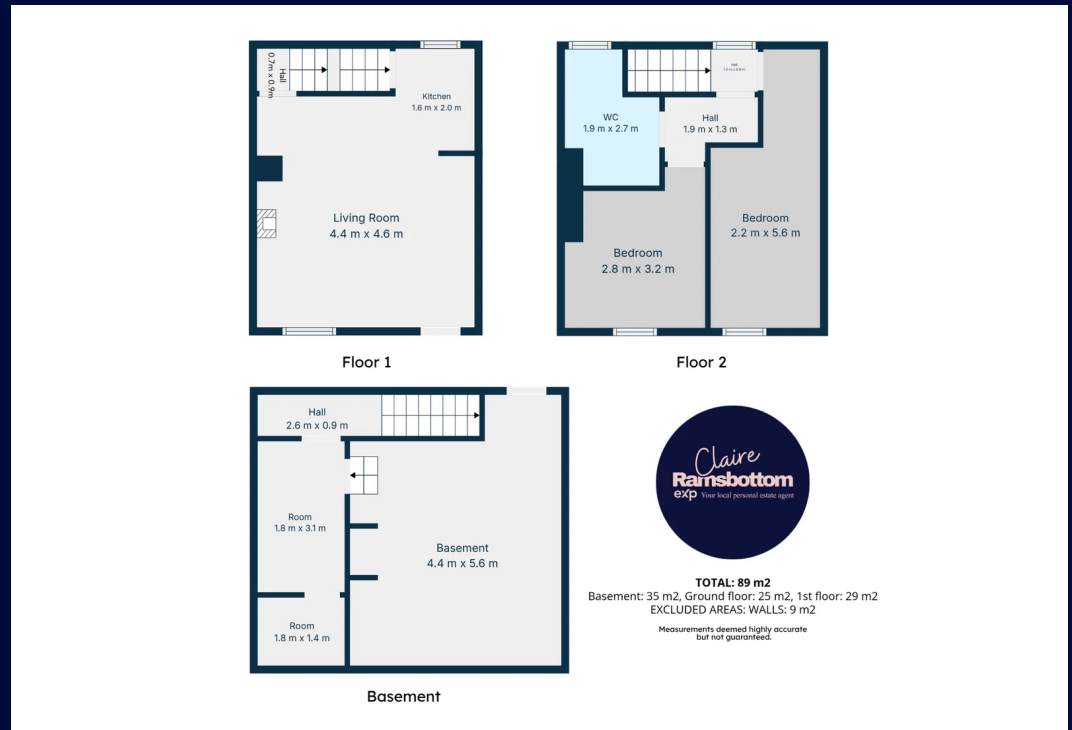 Hall
0.7m x 0.9m
Kitchen
1.6 m x 2.0 m
Living Room
4.4 m x 4.6 m
Floor 1
Hall
WC
1.9 m x 2.7 m
Hall
1.9 m x 1.3 m
Bedroom
2.2 m x 5.6 m
Bedroom
2.8 m x 3.2 m
Floor 2
Hall
2.6 m x 0.9 m
Room
1.8 m x 3.1 m
Basement
4.4 m x 5.6 m
Room
1.8 m x 1.4 m
Basement
Claire
Ramsbottom
exp Your local personal estate agent
TOTAL: 89 m2
Basement: 35 m2, Ground floor: 25 m2, 1st floor: 29 m2
EXCLUDED AREAS: WALLS: 9 m2
Measurements deemed highly accurate
but not guaranteed.